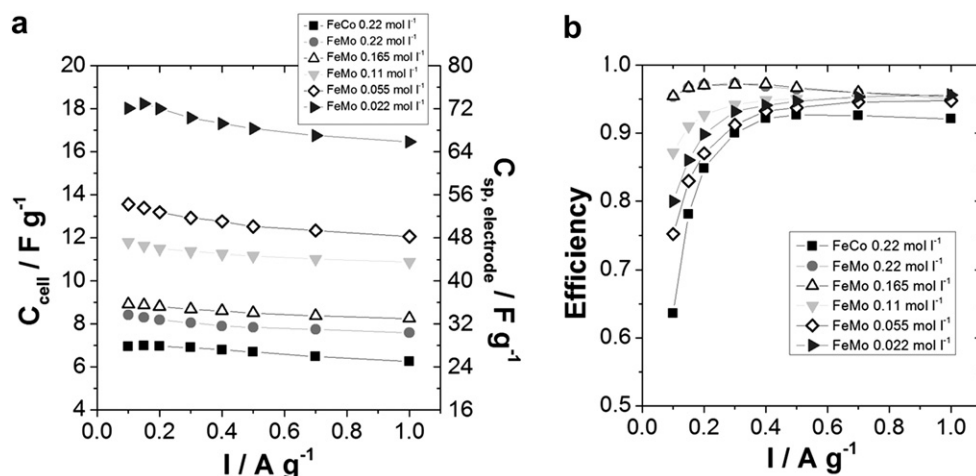 a
FeCo 0.22 mol l⁻¹
FeMo 0.22 mol l⁻¹
FeMo 0.165 mol l⁻¹
FeMo 0.11 mol l⁻¹
FeMo 0.055 mol l⁻¹
FeMo 0.022 mol l⁻¹
20
18
16
14
12
10
8
6
4
C_cell / F g⁻¹
80
72
64
56
48
40
32
24
16
C_sp, electrode / F g⁻¹
0.0 0.2 0.4 0.6 0.8 1.0
I / A g⁻¹
b
1.0
0.9
0.8
0.7
0.6
0.5
Efficiency
FeCo 0.22 mol l⁻¹
FeMo 0.22 mol l⁻¹
FeMo 0.165 mol l⁻¹
FeMo 0.11 mol l⁻¹
FeMo 0.055 mol l⁻¹
FeMo 0.022 mol l⁻¹
0.0 0.2 0.4 0.6 0.8 1.0
I / A g⁻¹